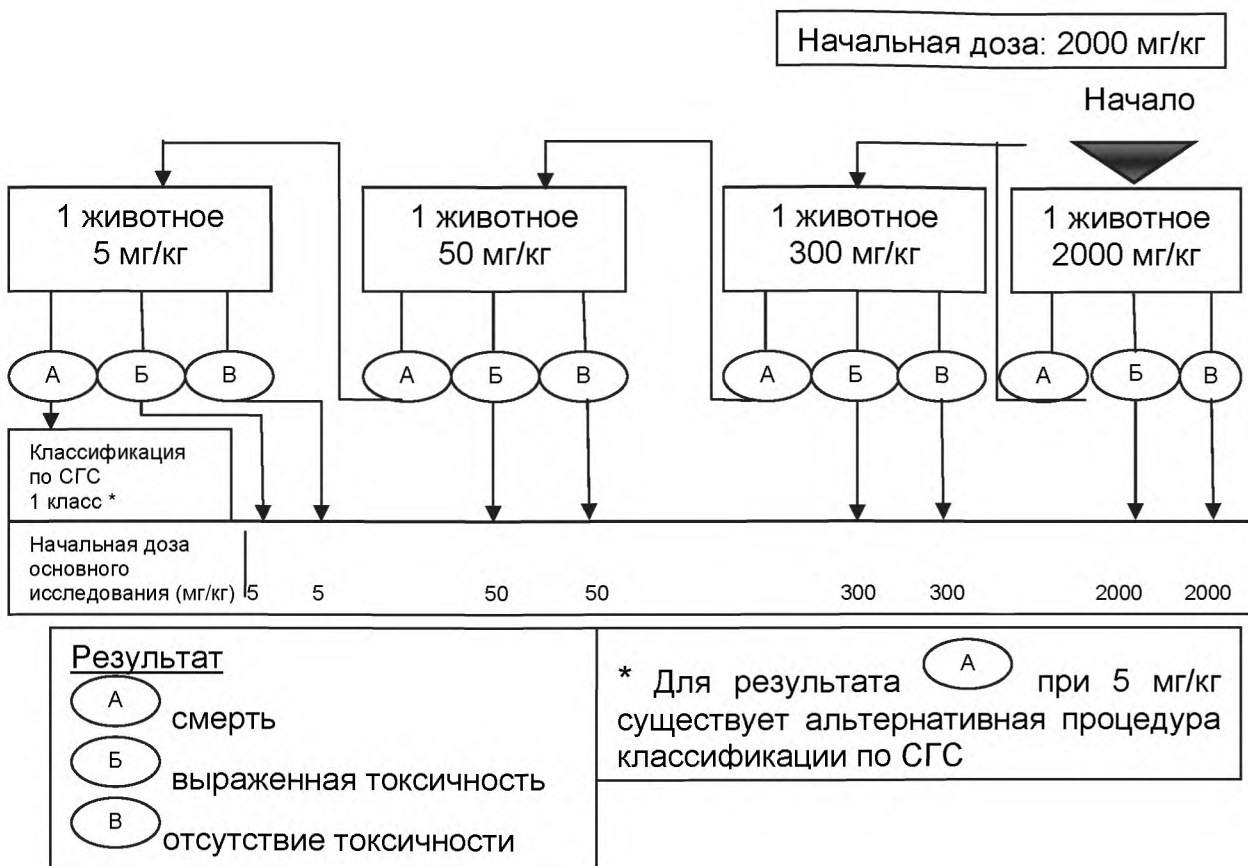 Начальная доза: 2000 мг/кг
Начало
1 животное
5 мг/кг
1 животное
50 мг/кг
1 животное
300 мг/кг
1 животное
2000 мг/кг
А
Б
В
А
Б
В
А
Б
В
А
Б
В
Классификация
по СГС
1 класс *
Начальная доза
основного
исследования (мг/кг) 5 5 50 50 300 300 2000 2000
Результат
А смерть
Б выраженная токсичность
В отсутствие токсичности
* Для результата А при 5 мг/кг
существует альтернативная процедура
классификации по СГС